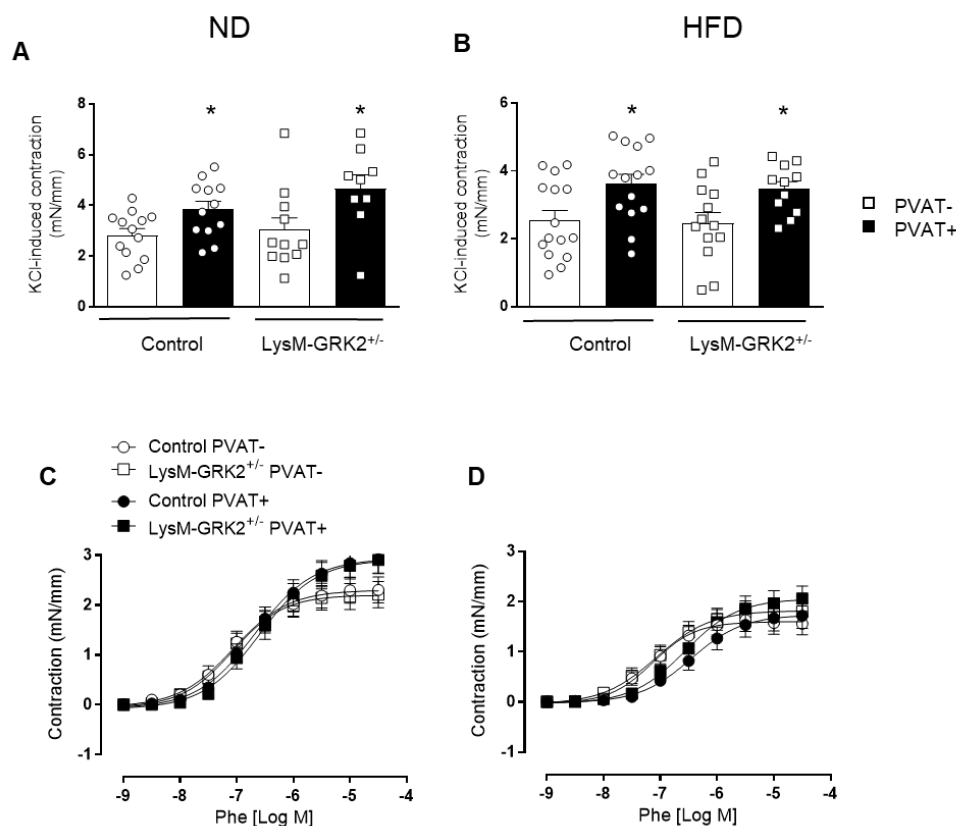 ND
HFD
A
B
KCl-induced contraction
(mN/mm)
8
6
4
2
0
*
*
Control
LysM-GRK2+/-
KCl-induced contraction
(mN/mm)
6
4
2
0
*
*
Control
LysM-GRK2+/-
PVAT-
PVAT+
Control PVAT-
LysM-GRK2+/- PVAT-
Control PVAT+
LysM-GRK2+/- PVAT+
C
D
Contraction (mN/mm)
3
2
1
0
-1
-9 -8 -7 -6 -5 -4
Phe [Log M]
Contraction (mN/mm)
3
2
1
0
-1
-9 -8 -7 -6 -5 -4
Phe [Log M]